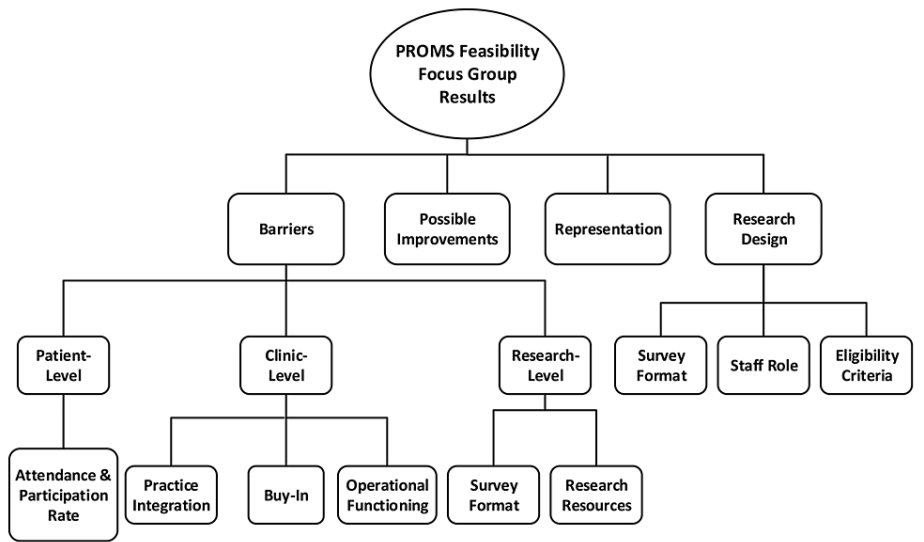 PROMS Feasibility
Focus Group
Results
Barriers
Possible
Improvements
Representation
Research
Design
Patient-
Level
Clinic-
Level
Research-
Level
Survey
Format
Staff Role
Eligibility
Criteria
Attendance &
Participation
Rate
Practice
Integration
Buy-In
Operational
Functioning
Survey
Format
Research
Resources